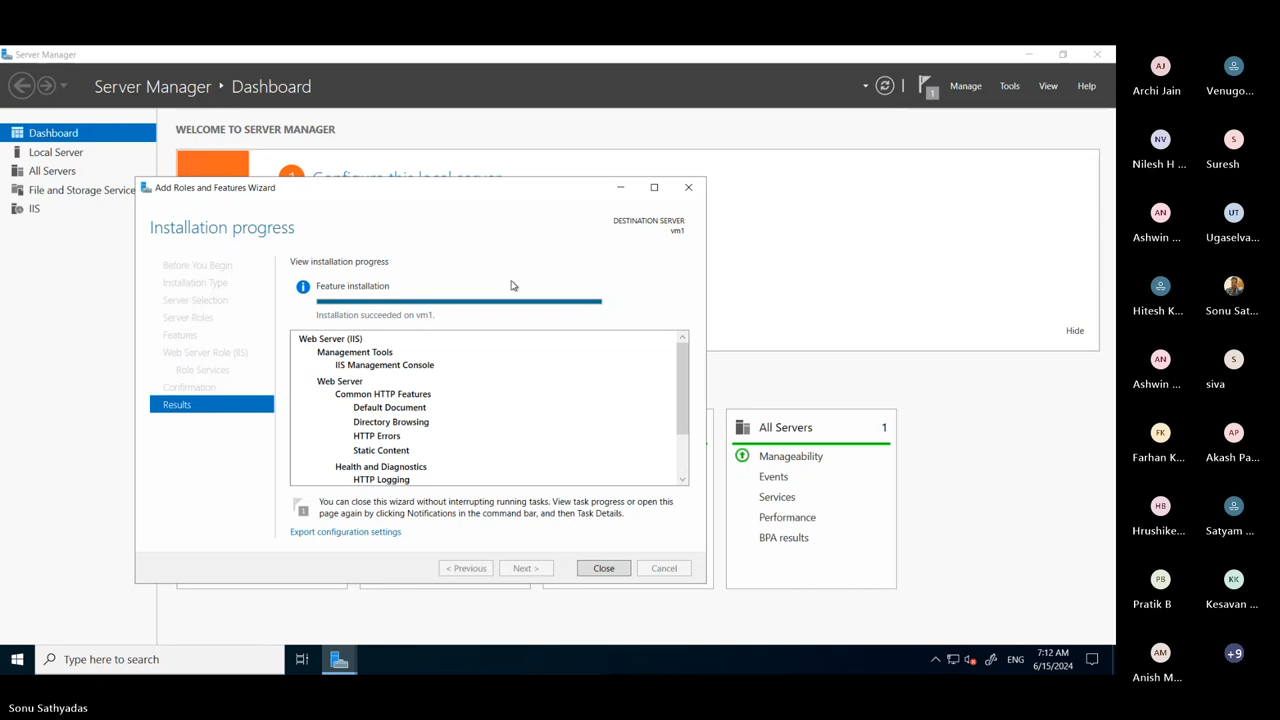 Server Manager
Server Manager ‣ Dashboard
1
Manage
Tools
View
Help
Dashboard
Local Server
All Servers
File and Storage Service
IIS
WELCOME TO SERVER MANAGER
1
Configure this local server
Hide
Add Roles and Features Wizard
Installation progress
DESTINATION SERVER
vm1
Before You Begin
Installation Type
Server Selection
Server Roles
Features
Web Server Role (IIS)
Role Services
Confirmation
Results
View installation progress
Feature installation
Installation succeeded on vm1.
Web Server (IIS)
Management Tools
IIS Management Console
Web Server
Common HTTP Features
Default Document
Directory Browsing
HTTP Errors
Static Content
Health and Diagnostics
HTTP Logging
1
You can close this wizard without interrupting running tasks. View task progress or open this
page again by clicking Notifications in the command bar, and then Task Details.
Export configuration settings
< Previous
Next >
Close
Cancel
All Servers 1
Manageability
Events
Services
Performance
BPA results
Type here to search
ENG
7:12 AM
6/15/2024
AJ
Archi Jain
Venugo...
NV
Nilesh H ...
S
Suresh
AN
Ashwin ...
UT
Ugaselva...
Hitesh K...
Sonu Sat...
AN
Ashwin ...
S
siva
FK
Farhan K...
AP
Akash Pa...
HB
Hrushike...
Satyam ...
PB
Pratik B
KK
Kesavan ...
AM
Anish M...
+9
Sonu Sathyadas